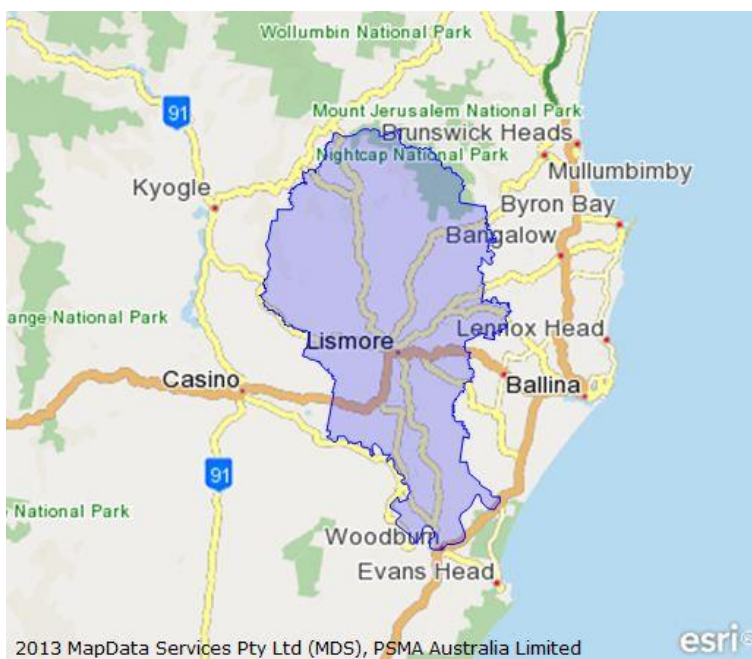 Wollumbin National Park
91
Mount Jerusalem National Park
Brunswick Heads
Nightcap National Park
Mullumbimby
Kyogle
Byron Bay
Bangalow
ange National Park
Lismore
Lennox Head
Casino
Ballina
91
National Park
Woodburn
Evans Head
2013 MapData Services Pty Ltd (MDS), PSMA Australia Limited
esri